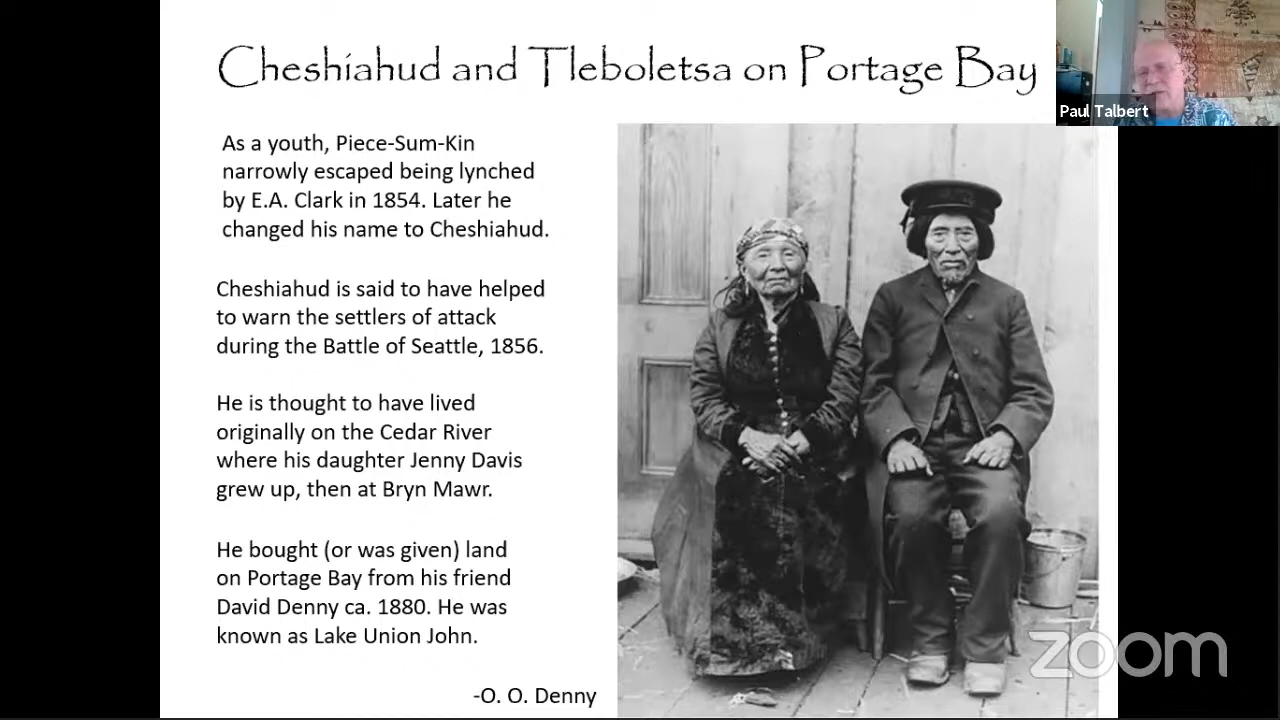 Cheshiahud and Tleboletsa on Portage Bay
Paul Talbert
As a youth, Piece-Sum-Kin
narrowly escaped being lynched
by E.A. Clark in 1854. Later he
changed his name to Cheshiahud.
Cheshiahud is said to have helped
to warn the settlers of attack
during the Battle of Seattle, 1856.
He is thought to have lived
originally on the Cedar River
where his daughter Jenny Davis
grew up, then at Bryn Mawr.
He bought (or was given) land
on Portage Bay from his friend
David Denny ca. 1880. He was
known as Lake Union John.
-O. O. Denny
zoom